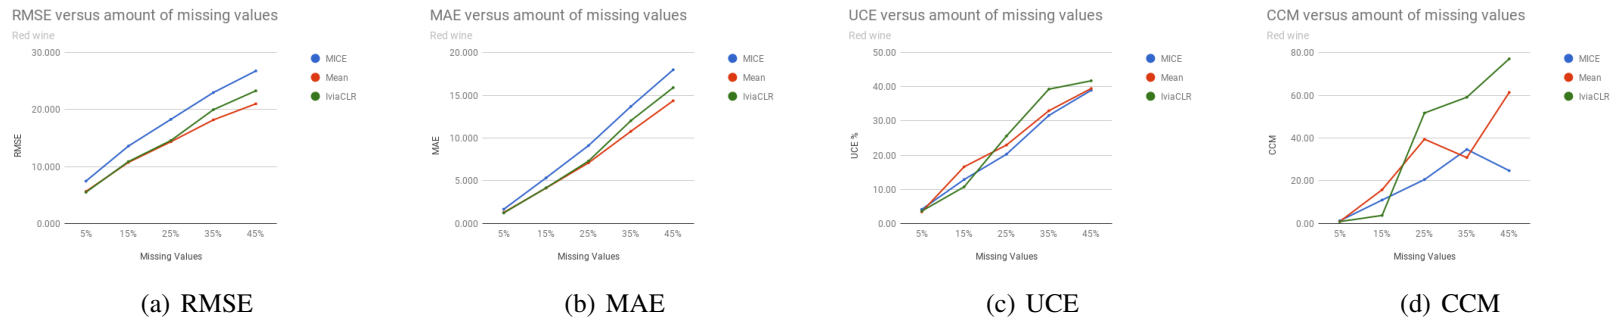 RMSE versus amount of missing values
Red wine
30.000
20.000
10.000
0.000
RMSE
5% 15% 25% 35% 45%
Missing Values
MICE
Mean
IviaCLR
(a) RMSE
MAE versus amount of missing values
Red wine
20.000
15.000
10.000
5.000
0.000
MAE
5% 15% 25% 35% 45%
Missing Values
MICE
Mean
IviaCLR
(b) MAE
UCE versus amount of missing values
Red wine
50.00
40.00
30.00
20.00
10.00
0.00
UCE %
5% 15% 25% 35% 45%
Missing Values
MICE
Mean
IviaCLR
(c) UCE
CCM versus amount of missing values
Red wine
80.00
60.00
40.00
20.00
0.00
CCM
5% 15% 25% 35% 45%
Missing Values
MICE
Mean
IviaCLR
(d) CCM